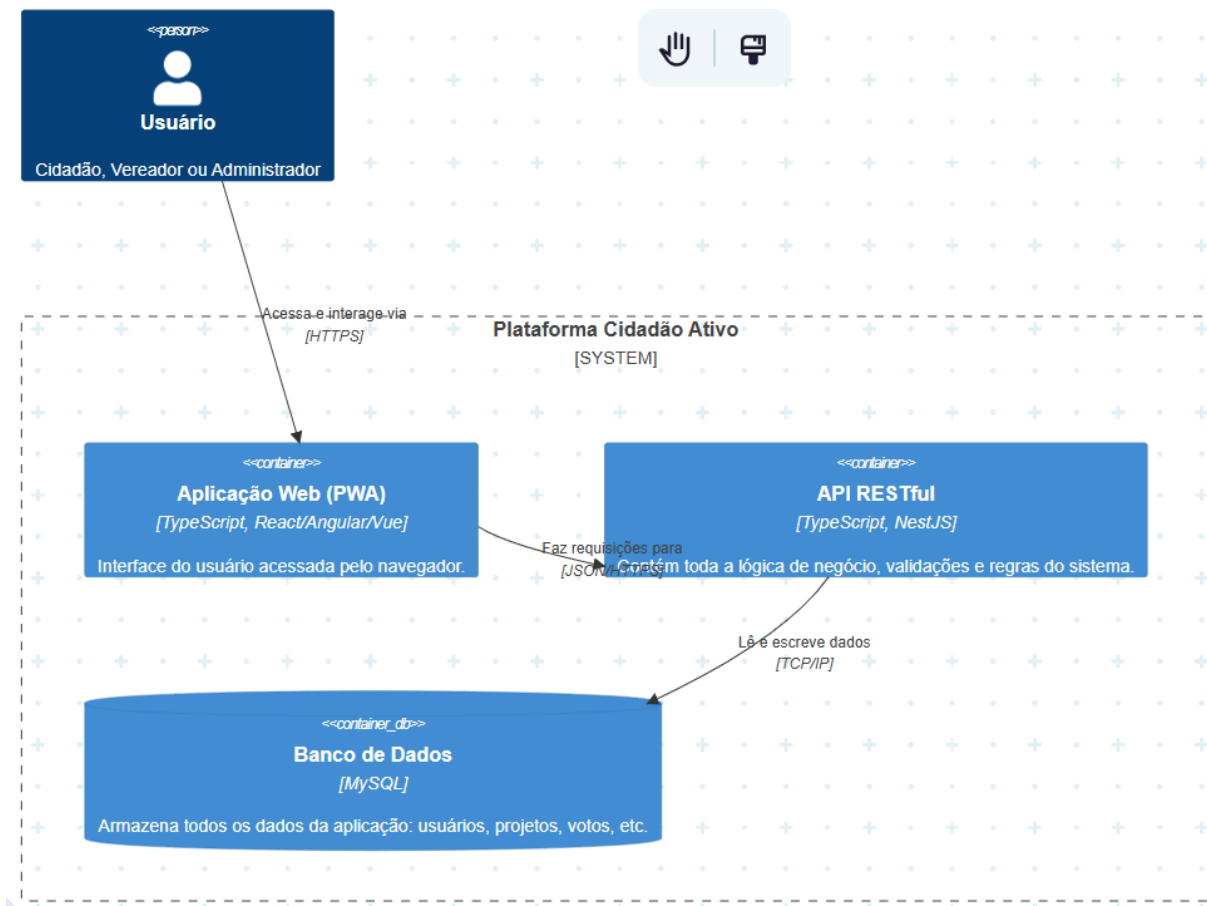 <<person>>
Usuário
Cidadão, Vereador ou Administrador
Acessa e interage via
[HTTPS]
Plataforma Cidadão Ativo
[SYSTEM]
<<container>>
Aplicação Web (PWA)
[TypeScript, React/Angular/Vue]
Interface do usuário acessada pelo navegador.
Faz requisições para
[JSON/HTTPS]
<<container>>
API RESTful
[TypeScript, NestJS]
Contém toda a lógica de negócio, validações e regras do sistema.
Lê e escreve dados
[TCP/IP]
<<container_db>>
Banco de Dados
[MySQL]
Armazena todos os dados da aplicação: usuários, projetos, votos, etc.